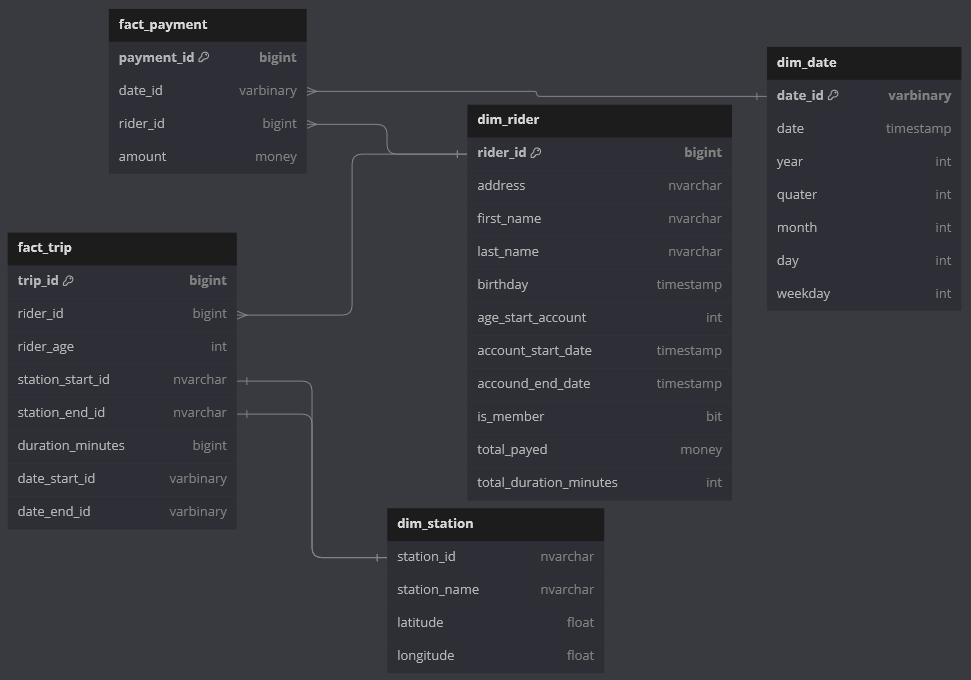 fact_payment
payment_id bigint
date_id varbinary
rider_id bigint
amount money
dim_date
date_id varbinary
date timestamp
year int
quater int
month int
day int
weekday int
dim_rider
rider_id bigint
address nvarchar
first_name nvarchar
last_name nvarchar
birthday timestamp
age_start_account int
account_start_date timestamp
accound_end_date timestamp
is_member bit
total_payed money
total_duration_minutes int
fact_trip
trip_id bigint
rider_id bigint
rider_age int
station_start_id nvarchar
station_end_id nvarchar
duration_minutes bigint
date_start_id varbinary
date_end_id varbinary
dim_station
station_id nvarchar
station_name nvarchar
latitude float
longitude float